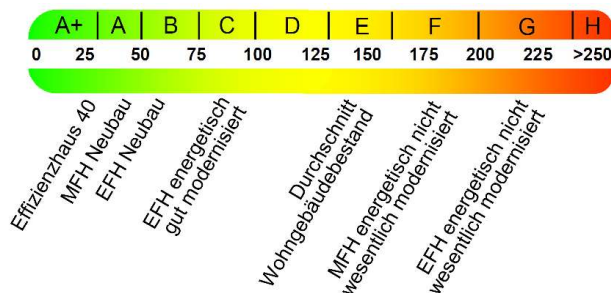 A+ A B C D E F G H
0 25 50 75 100 125 150 175 200 225 >250
Effizienzhaus 40
MFH Neubau
EFH Neubau
EFH energetisch
gut modernisiert
Durchschnitt
Wohngebäudebestand
MFH energetisch nicht
wesentlich modernisiert
EFH energetisch nicht
wesentlich modernisiert